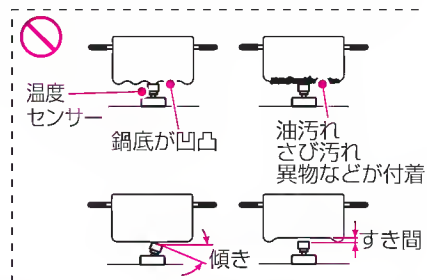 温度
センサー
鍋底が凹凸
油汚れ
さび汚れ
異物などが付着
傾き
すき間